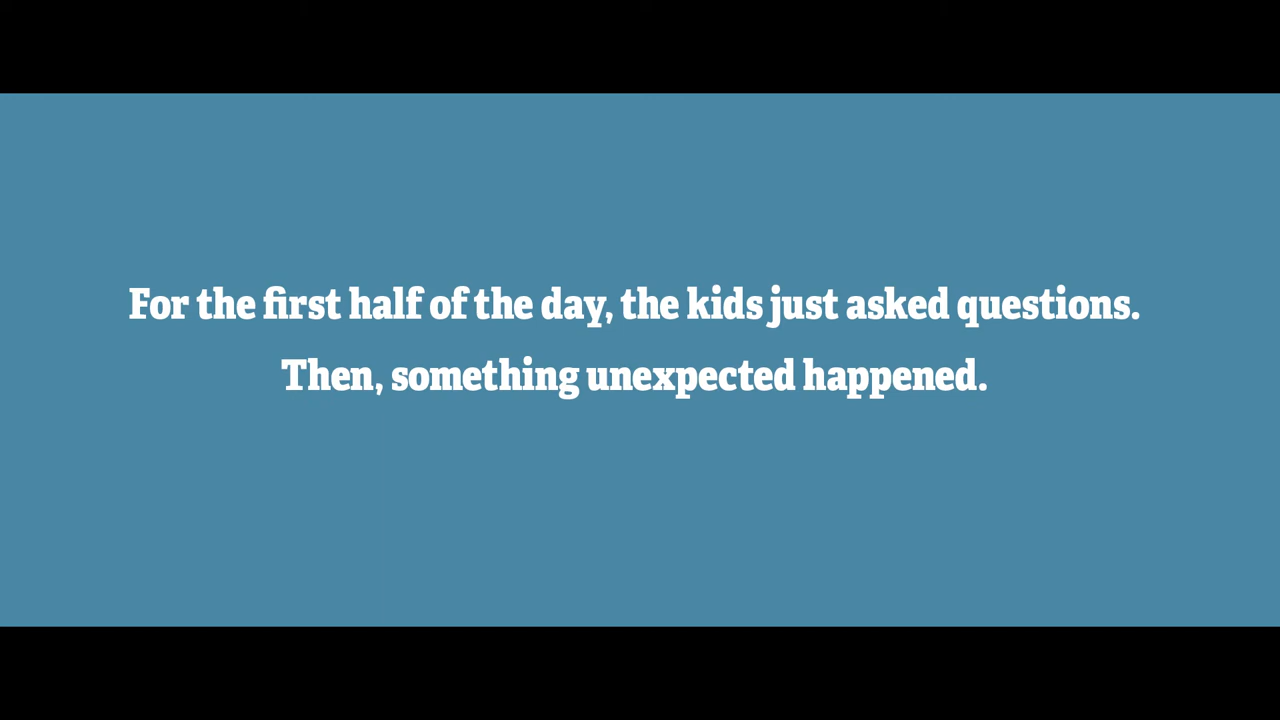 For the first half of the day, the kids just asked questions.
Then, something unexpected happened.